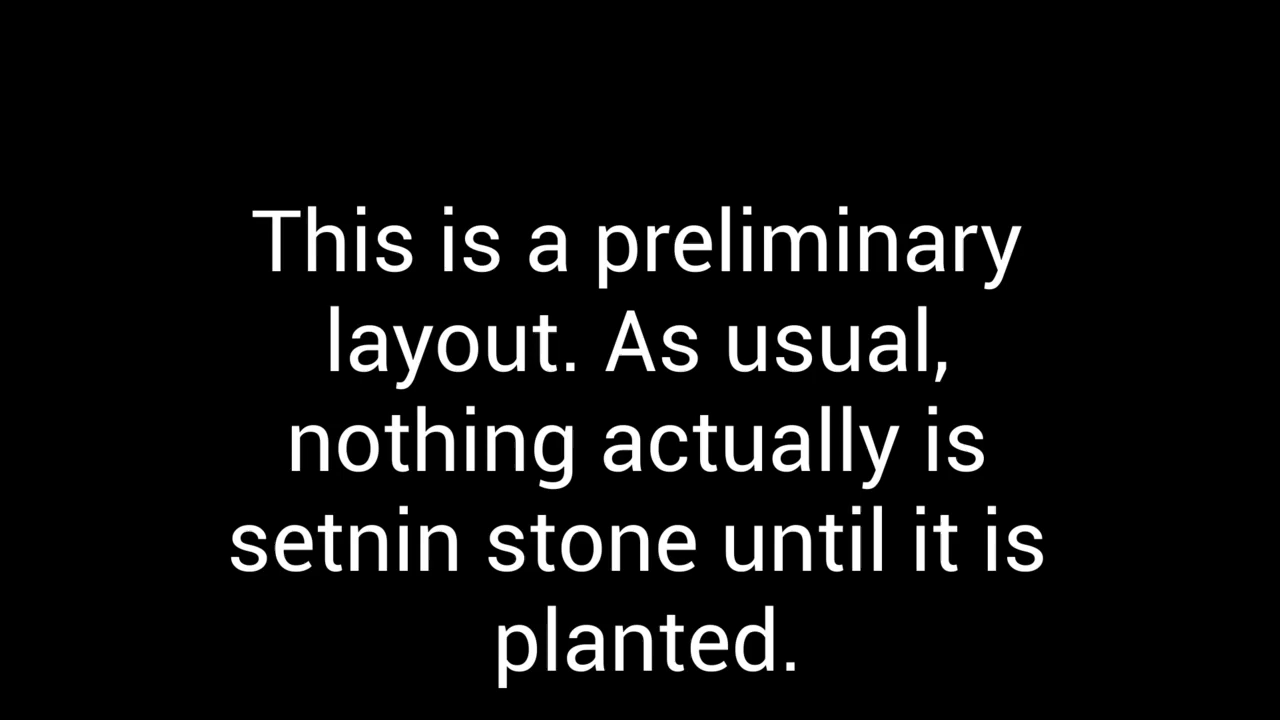 This is a preliminary
layout. As usual,
nothing actually is
setnin stone until it is
planted.